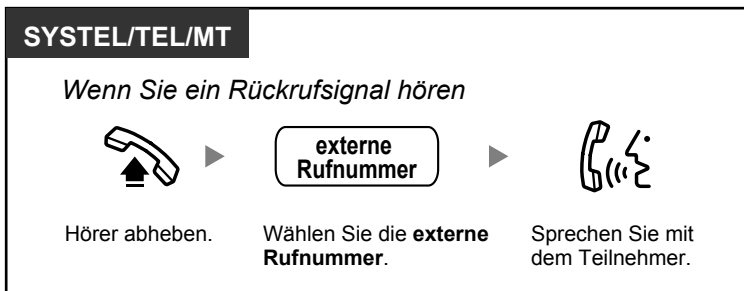 SYSTEL/TEL/MT
Wenn Sie ein Rückrufsignal hören
externe
Rufnummer
Hörer abheben.
Wählen Sie die externe
Rufnummer.
Sprechen Sie mit
dem Teilnehmer.